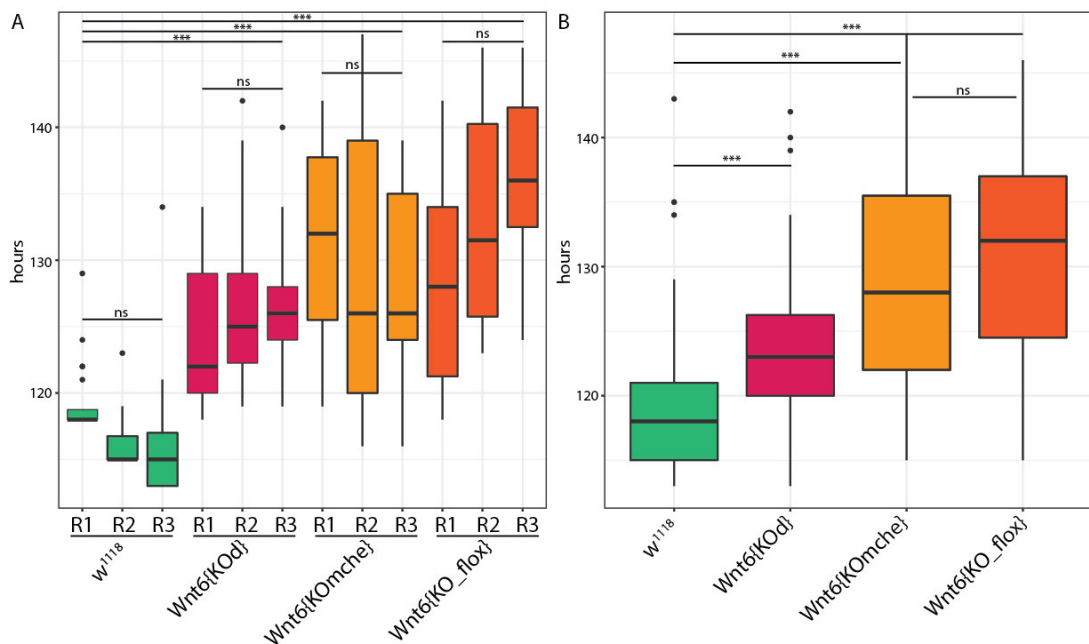 A
***
***
***
ns
ns
ns
ns
hours
140
130
120
R1 R2 R3 R1 R2 R3 R1 R2 R3 R1 R2 R3
w¹¹¹⁸
Wnt6{KOd}
Wnt6{KOmche}
Wnt6{KO_flox}
B
***
***
ns
***
hours
140
130
120
w¹¹¹⁸
Wnt6{KOd}
Wnt6{KOmche}
Wnt6{KO_flox}